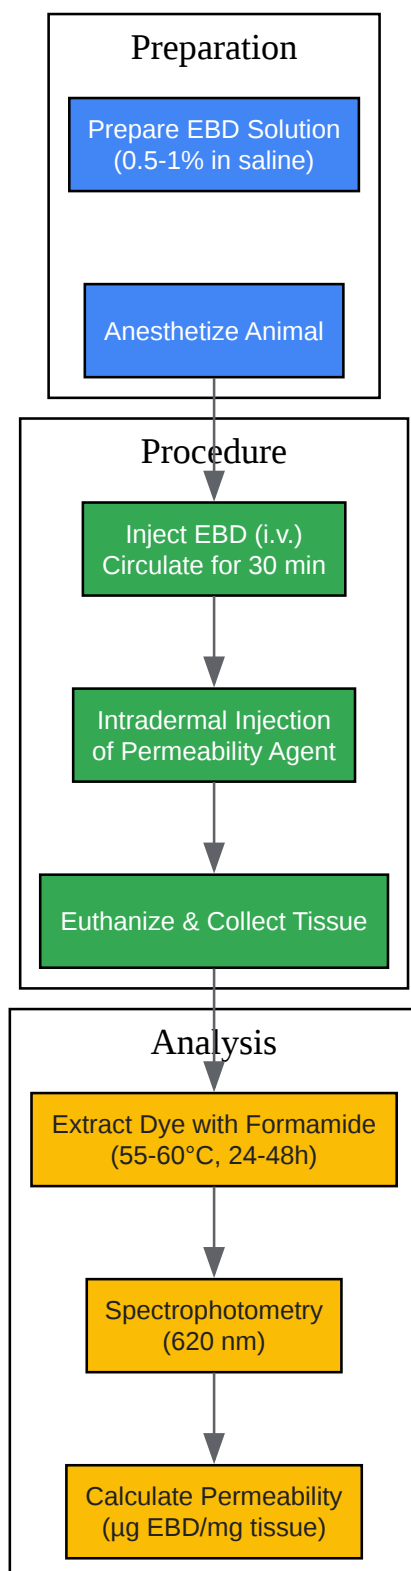 Preparation
Prepare EBD Solution
(0.5-1% in saline)
Anesthetize Animal
Procedure
Inject EBD (i.v.)
Circulate for 30 min
Intradermal Injection
of Permeability Agent
Euthanize & Collect Tissue
Analysis
Extract Dye with Formamide
(55-60°C, 24-48h)
Spectrophotometry
(620 nm)
Calculate Permeability
(µg EBD/mg tissue)